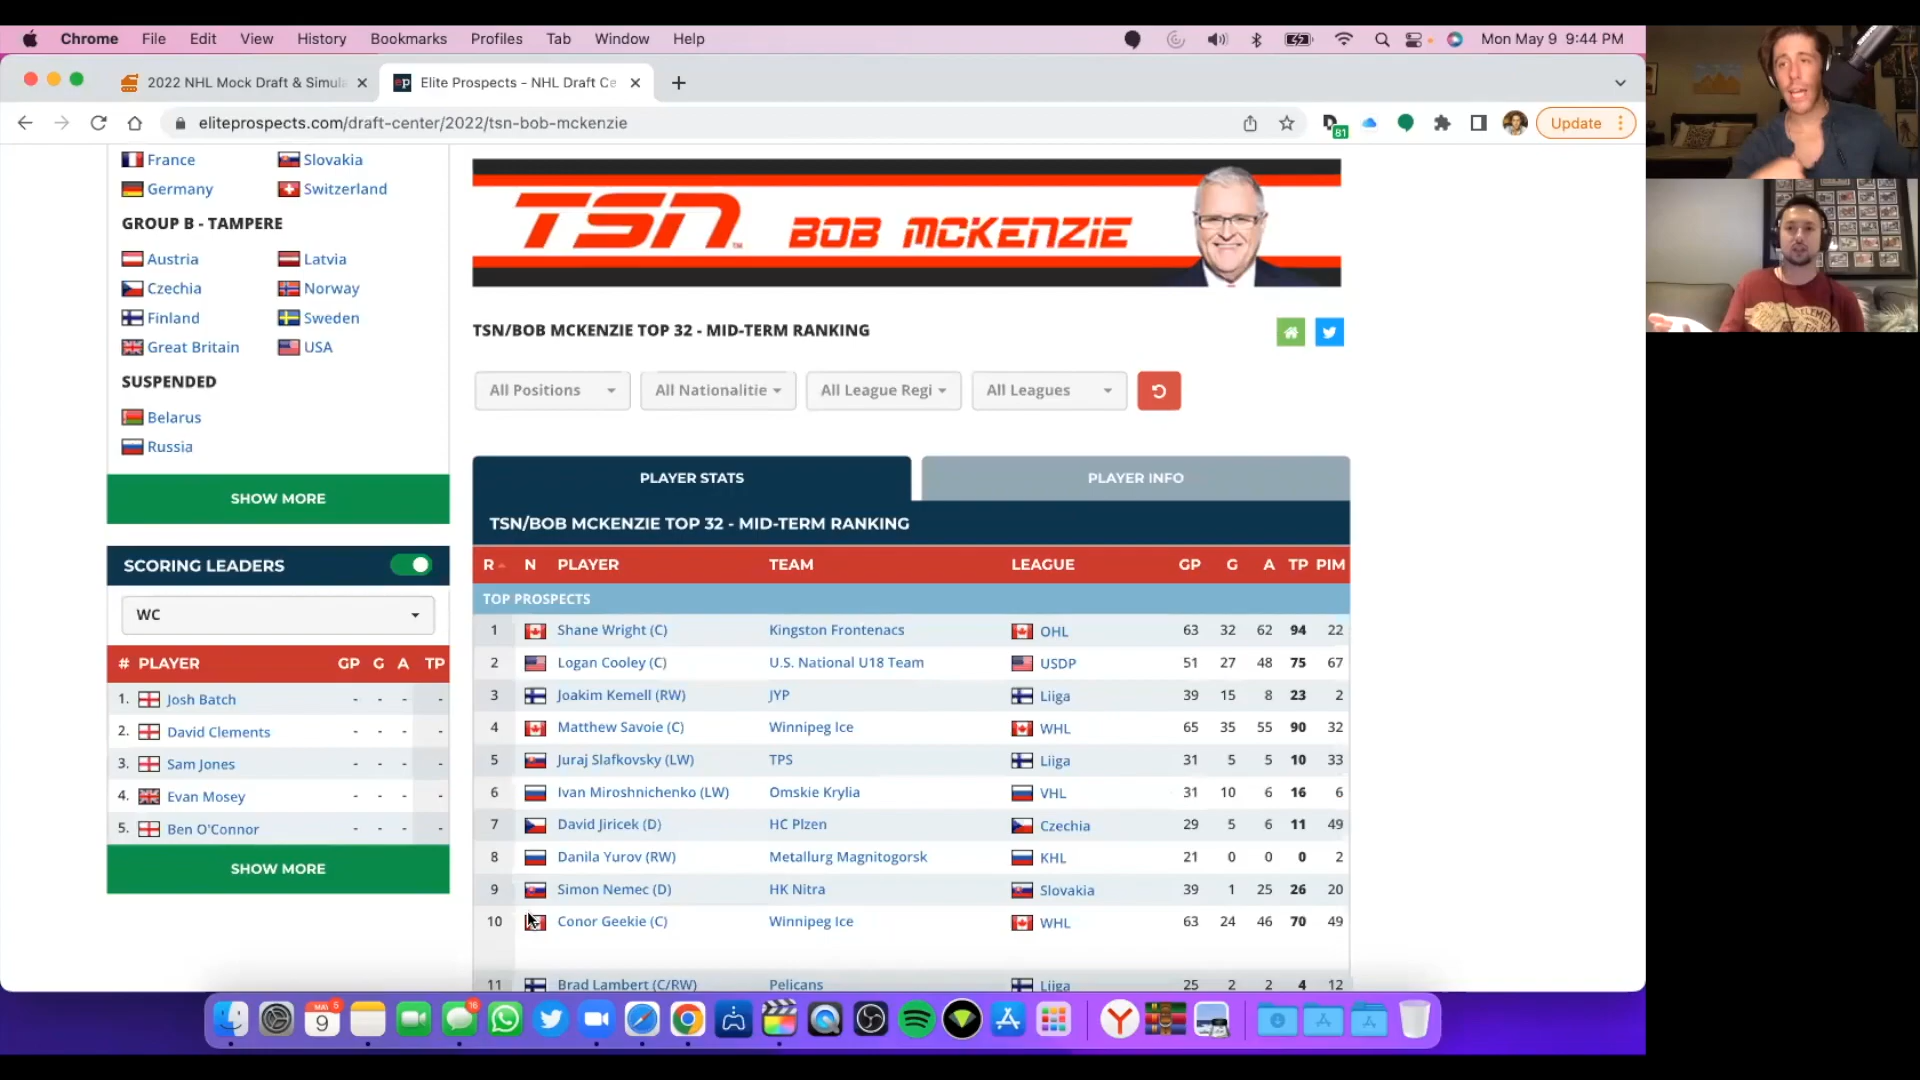 Chrome File Edit View History Bookmarks Profiles Tab Window Help Mon May 9 9:44 PM
2022 NHL Mock Draft & Simula Elite Prospects - NHL Draft Ce
eliteprospects.com/draft-center/2022/tsn-bob-mckenzie 81 Update
France Slovakia
Germany Switzerland
GROUP B - TAMPERE
Austria Latvia
Czechia Norway
Finland Sweden
Great Britain USA
SUSPENDED
Belarus
Russia
SHOW MORE
SCORING LEADERS
WC
# PLAYER GP G A TP
1. Josh Batch - - - -
2. David Clements - - - -
3. Sam Jones - - - -
4. Evan Mosey - - - -
5. Ben O'Connor - - - -
SHOW MORE
TSN™ BOB MCKENZIE
TSN/BOB MCKENZIE TOP 32 - MID-TERM RANKING
All Positions All Nationalitie All League Regi All Leagues
PLAYER STATS PLAYER INFO
TSN/BOB MCKENZIE TOP 32 - MID-TERM RANKING
R N PLAYER TEAM LEAGUE GP G A TP PIM
TOP PROSPECTS
1 Shane Wright (C) Kingston Frontenacs OHL 63 32 62 94 22
2 Logan Cooley (C) U.S. National U18 Team USDP 51 27 48 75 67
3 Joakim Kemell (RW) JYP Liiga 39 15 8 23 2
4 Matthew Savoie (C) Winnipeg Ice WHL 65 35 55 90 32
5 Juraj Slafkovsky (LW) TPS Liiga 31 5 5 10 33
6 Ivan Miroshnichenko (LW) Omskie Krylia VHL 31 10 6 16 6
7 David Jiricek (D) HC Plzen Czechia 29 5 6 11 49
8 Danila Yurov (RW) Metallurg Magnitogorsk KHL 21 0 0 0 2
9 Simon Nemec (D) HK Nitra Slovakia 39 1 25 26 20
10 Conor Geekie (C) Winnipeg Ice WHL 63 24 46 70 49
11 Brad Lambert (C/RW) Pelicans Liiga 25 2 2 4 12
MAY 9